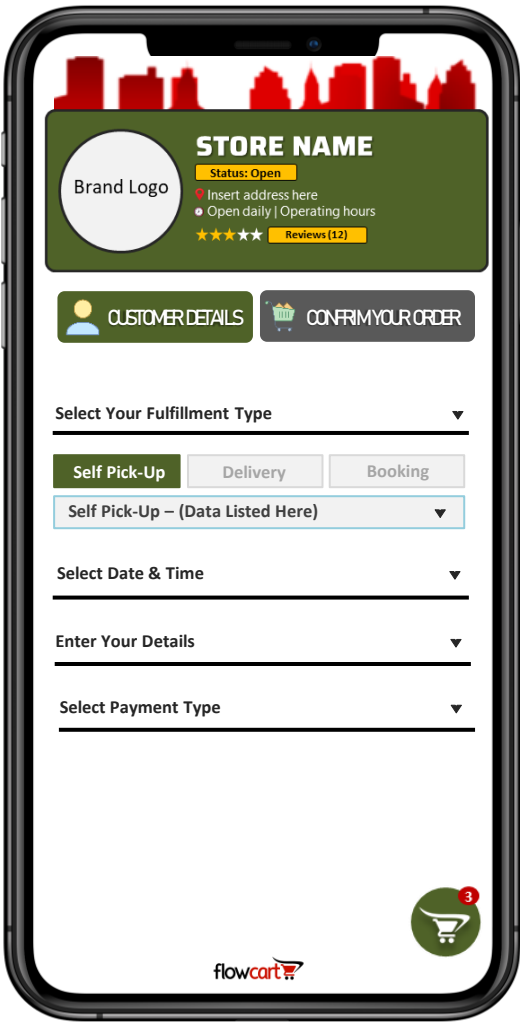 STORE NAME
Brand Logo
Status: Open
Insert address here
Open daily | Operating hours
Reviews (12)
CUSTOMER DETAILS
CONFRIM YOUR ORDER
Select Your Fulfillment Type
Self Pick-Up
Delivery
Booking
Self Pick-Up – (Data Listed Here)
Select Date & Time
Enter Your Details
Select Payment Type
3
flowcart